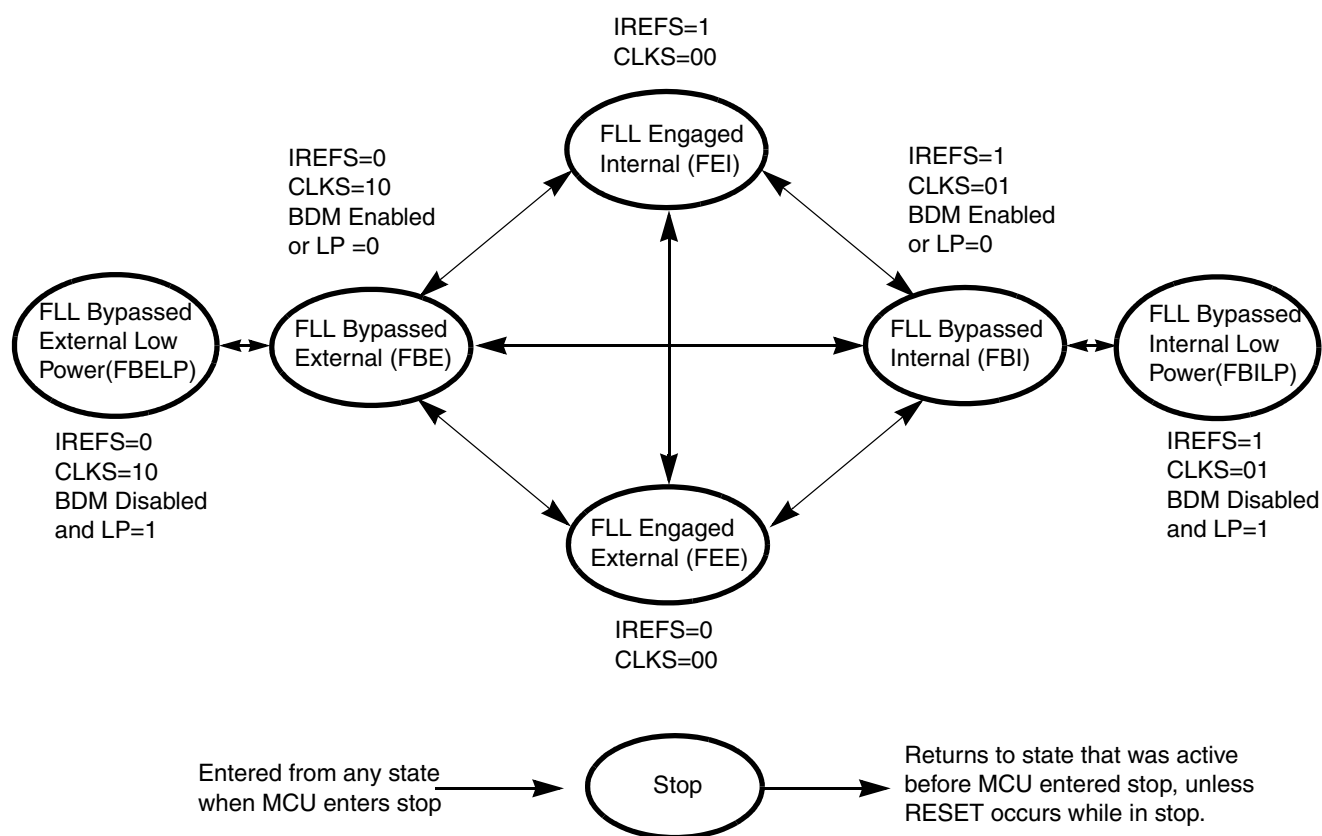 IREFS=1
CLKS=00
FLL Engaged
Internal (FEI)
IREFS=0
CLKS=10
BDM Enabled
or LP =0
IREFS=1
CLKS=01
BDM Enabled
or LP=0
FLL Bypassed
External Low
Power(FBELP)
FLL Bypassed
External (FBE)
FLL Bypassed
Internal (FBI)
FLL Bypassed
Internal Low
Power(FBILP)
IREFS=0
CLKS=10
BDM Disabled
and LP=1
FLL Engaged
External (FEE)
IREFS=1
CLKS=01
BDM Disabled
and LP=1
IREFS=0
CLKS=00
Entered from any state
when MCU enters stop
Stop
Returns to state that was active
before MCU entered stop, unless
RESET occurs while in stop.